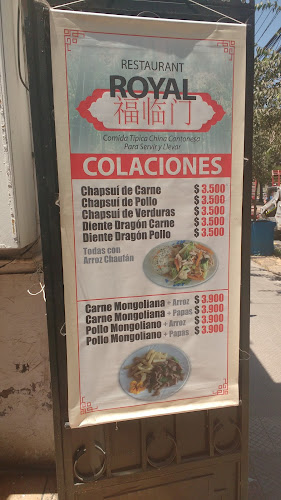 RESTAURANT
ROYAL
福临门
Comida Típica China Cantonesa
Para Servir y Llevar
COLACIONES
Chapsuí de Carne $ 3.500
Chapsuí de Pollo $ 3.500
Chapsuí de Verduras $ 3.500
Diente Dragón Carne $ 3.500
Diente Dragón Pollo $ 3.500
Todas con
Arroz Chaufán
Carne Mongoliana + Arroz $ 3.900
Carne Mongoliana + Papas $ 3.900
Pollo Mongoliano + Arroz $ 3.900
Pollo Mongoliano + Papas $ 3.900